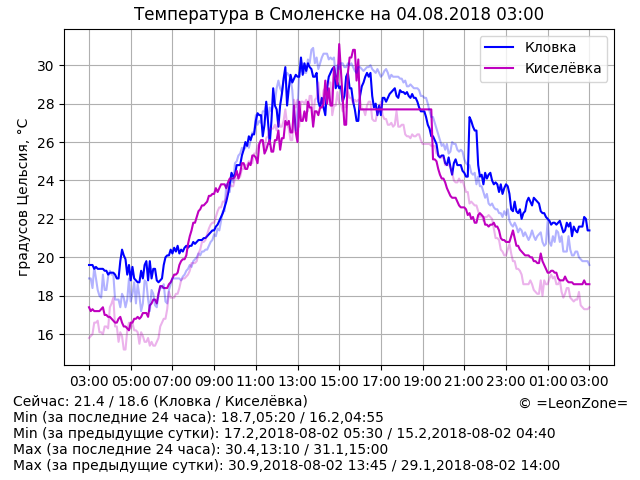 Температура в Смоленске на 04.08.2018 03:00
градусов Цельсия, °C
30
28
26
24
22
20
18
16
Кловка
Киселёвка
03:00 05:00 07:00 09:00 11:00 13:00 15:00 17:00 19:00 21:00 23:00 01:00 03:00
Сейчас: 21.4 / 18.6 (Кловка / Киселёвка)
© =LeonZone=
Min (за последние 24 часа): 18.7,05:20 / 16.2,04:55
Min (за предыдущие сутки): 17.2,2018-08-02 05:30 / 15.2,2018-08-02 04:40
Max (за последние 24 часа): 30.4,13:10 / 31.1,15:00
Max (за предыдущие сутки): 30.9,2018-08-02 13:45 / 29.1,2018-08-02 14:00